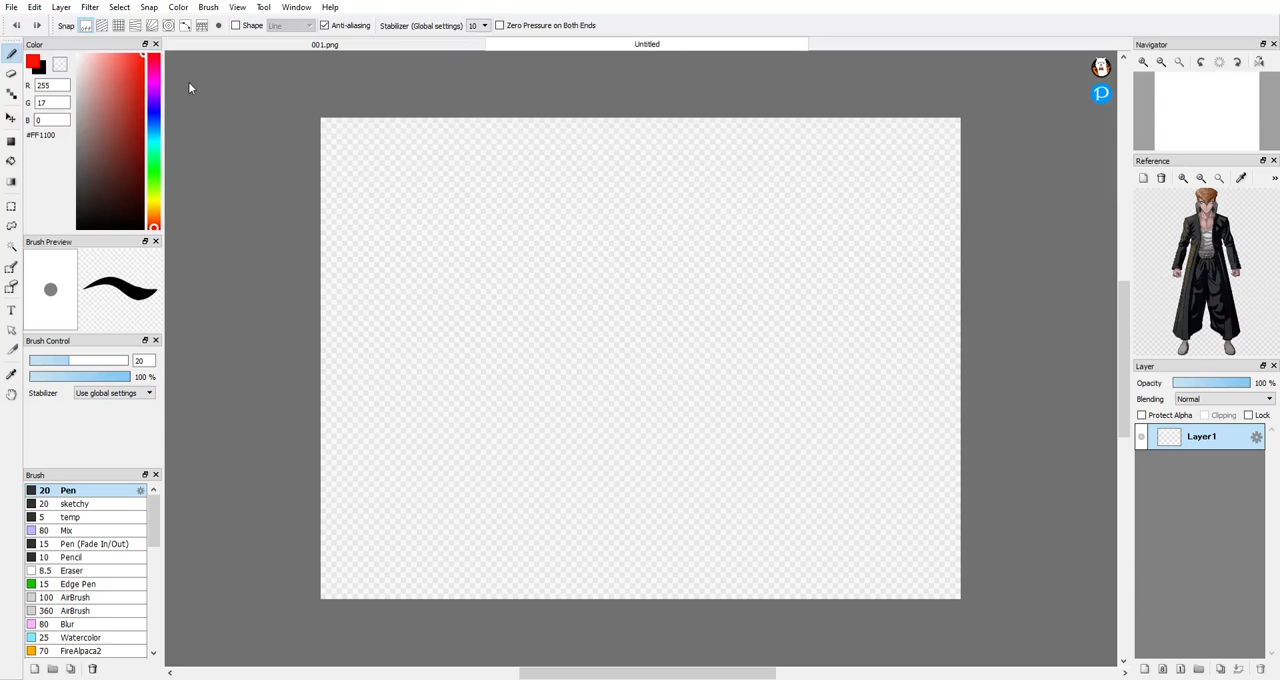 File Edit Layer Filter Select Snap Color Brush View Tool Window Help
Snap Shape Line Anti-aliasing Stabilizer (Global settings) 10 Zero Pressure on Both Ends
Color
001.png
Untitled
Navigator
R 255
G 17
B 0
#FF1100
Reference
Brush Preview
Brush Control
20
100 %
Stabilizer Use global settings
Layer
Opacity 100 %
Blending Normal
Protect Alpha Clipping Lock
Layer1
Brush
20 Pen
20 sketchy
5 temp
80 Mix
15 Pen (Fade In/Out)
10 Pencil
8.5 Eraser
15 Edge Pen
100 AirBrush
360 AirBrush
80 Blur
25 Watercolor
70 FireAlpaca2